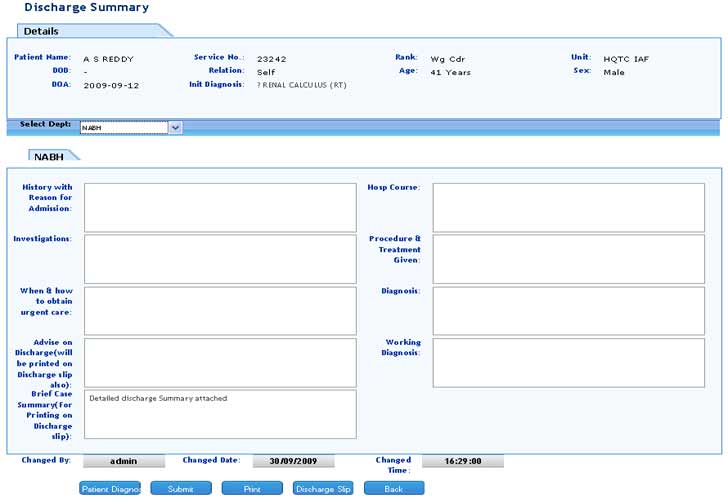 Discharge Summary
Details
Patient Name: A S REDDY Service No.: 23242 Rank: Wg Cdr Unit: HQTC IAF
DOB: - Relation: Self Age: 41 Years Sex: Male
DOA: 2009-09-12 Init Diagnosis: ? RENAL CALCULUS (RT)
Select Dept: NABH
NABH
History with
Reason for
Admission:
Hosp Course:
Investigations:
Procedure &
Treatment
Given:
When & how
to obtain
urgent care:
Diagnosis:
Advise on
Discharge(will
be printed on
Discharge slip
also):
Working
Diagnosis:
Brief Case
Summary(For
Printing on
Discharge
slip):
Detailed discharge Summary attached
Changed By: admin Changed Date: 30/09/2009 Changed
Time: 16:29:00
Patient Diagnos Submit Print Discharge Slip Back